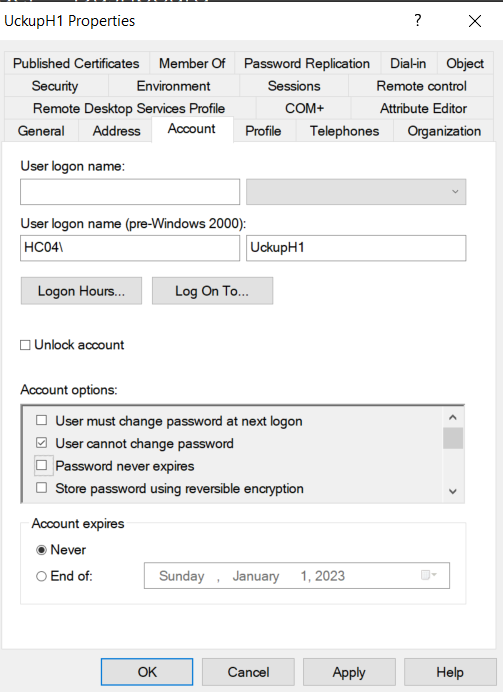 UckupH1 Properties ? X
Published Certificates Member Of Password Replication Dial-in Object
Security Environment Sessions Remote control
Remote Desktop Services Profile COM+ Attribute Editor
General Address Account Profile Telephones Organization
User logon name:
User logon name (pre-Windows 2000):
HC04\ UckupH1
Logon Hours... Log On To...
Unlock account
Account options:
User must change password at next logon
User cannot change password
Password never expires
Store password using reversible encryption
Account expires
Never
End of: Sunday , January 1, 2023
OK Cancel Apply Help